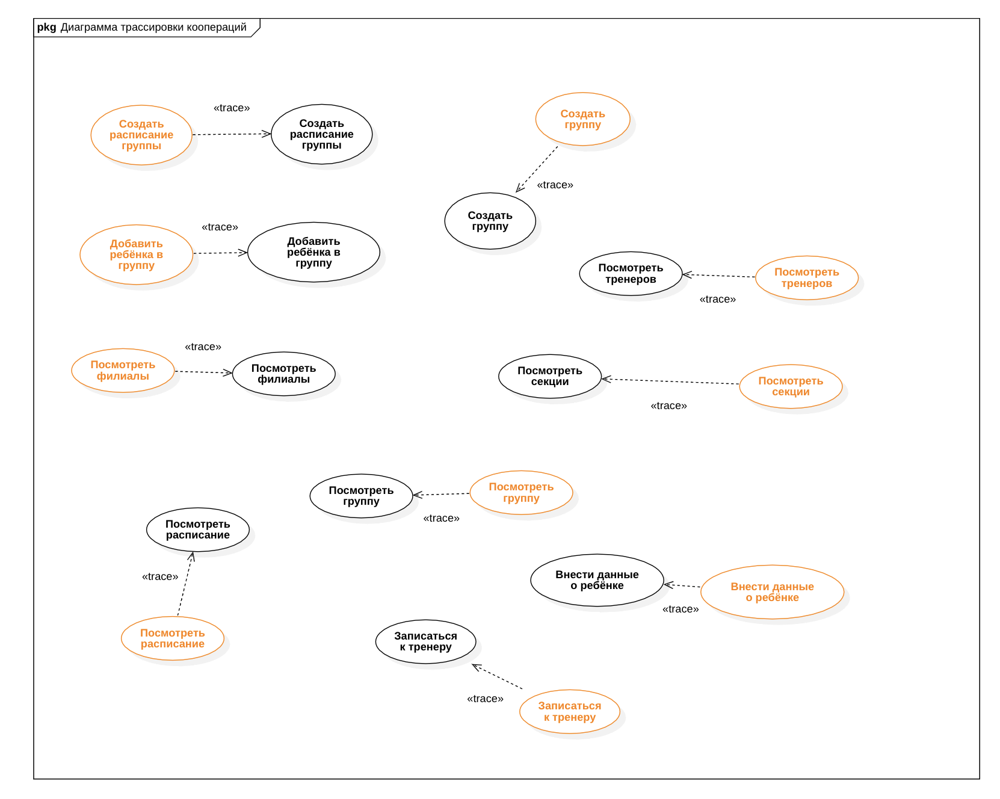 pkg Диаграмма трассировки коопераций
«trace»
Создать
расписание
группы
Создать
расписание
группы
Создать
группу
«trace»
Создать
группу
«trace»
Добавить
ребёнка в
группу
Добавить
ребёнка в
группу
Посмотреть
тренеров
Посмотреть
тренеров
«trace»
«trace»
Посмотреть
филиалы
Посмотреть
филиалы
Посмотреть
секции
Посмотреть
секции
«trace»
Посмотреть
группу
Посмотреть
группу
«trace»
Посмотреть
расписание
«trace»
Посмотреть
расписание
Внести данные
о ребёнке
Внести данные
о ребёнке
«trace»
Записаться
к тренеру
«trace»
Записаться
к тренеру